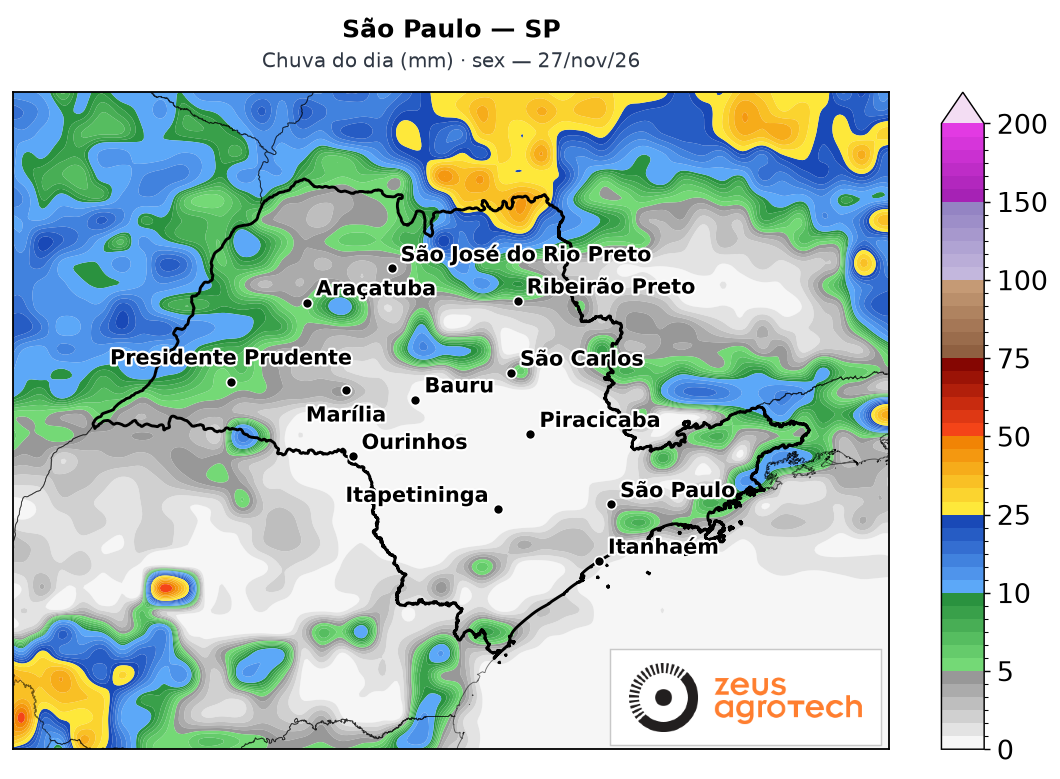 São Paulo — SP
Chuva do dia (mm) · sex — 27/nov/26
São José do Rio Preto
Araçatuba
Ribeirão Preto
Presidente Prudente
São Carlos
Bauru
Marília
Piracicaba
Ourinhos
Itapetininga
São Paulo
Itanhaém
zeus
agrotech
200
150
100
75
50
25
10
5
0